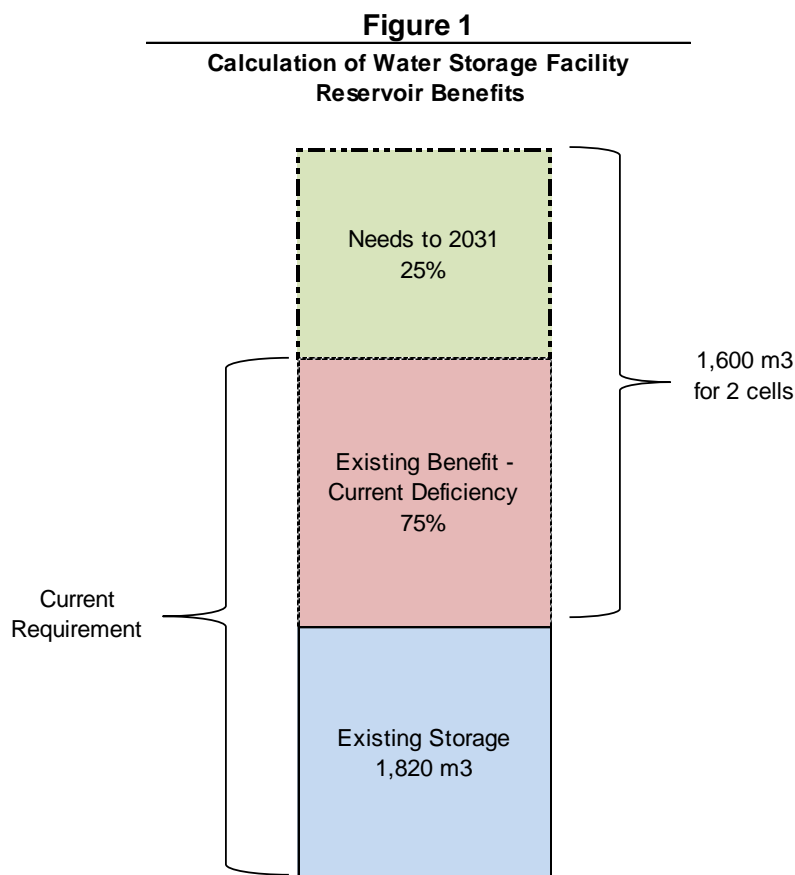 Figure 1
Calculation of Water Storage Facility
Reservoir Benefits
Needs to 2031
25%
1,600 m3
for 2 cells
Existing Benefit -
Current Deficiency
75%
Current
Requirement
Existing Storage
1,820 m3